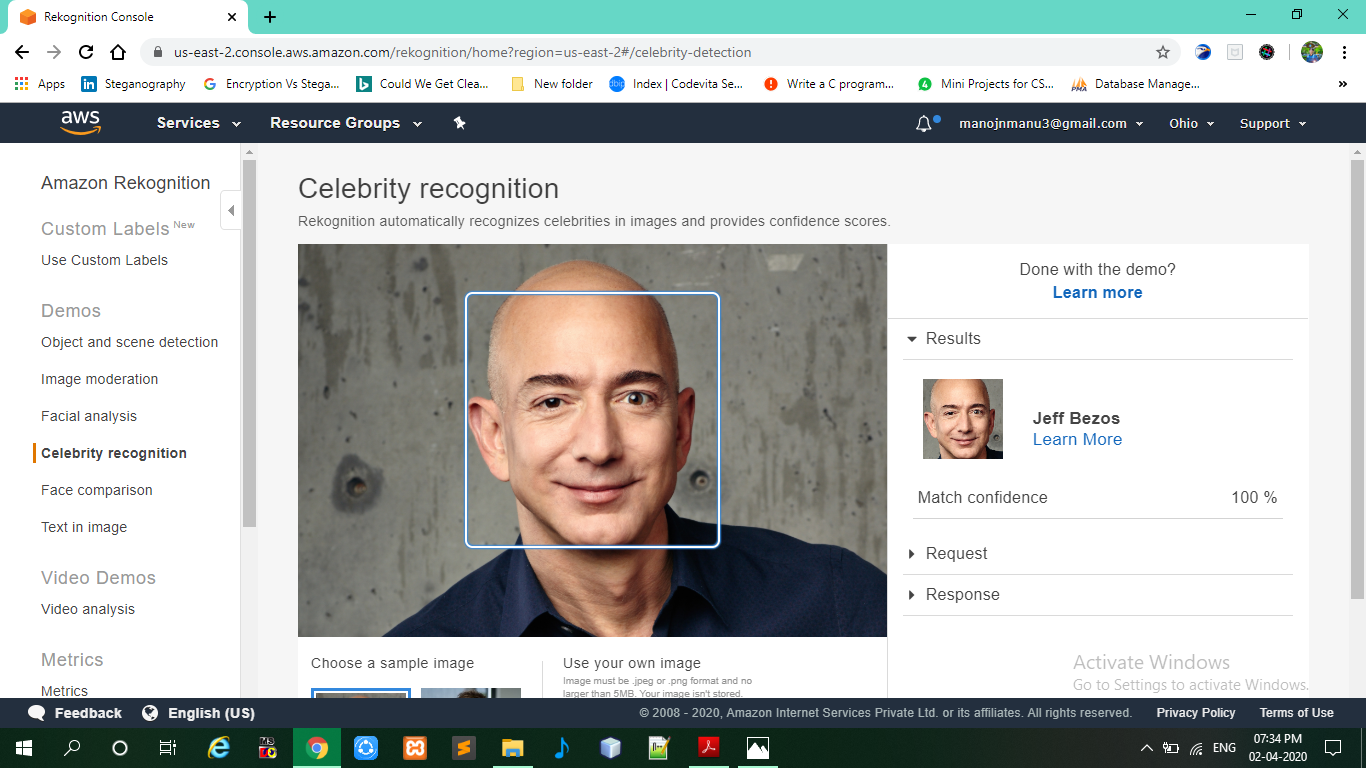 Rekognition Console
us-east-2.console.aws.amazon.com/rekognition/home?region=us-east-2#/celebrity-detection
Apps
Steganography
Encryption Vs Stega...
Could We Get Clea...
New folder
Index | Codevita Se...
Write a C program...
Mini Projects for CS...
Database Manage...
»
aws
Services
Resource Groups
manojnmanu3@gmail.com
Ohio
Support
Amazon Rekognition
Custom Labels New
Use Custom Labels
Demos
Object and scene detection
Image moderation
Facial analysis
Celebrity recognition
Face comparison
Text in image
Video Demos
Video analysis
Metrics
Metrics
Celebrity recognition
Rekognition automatically recognizes celebrities in images and provides confidence scores.
Choose a sample image
Use your own image
Image must be .jpeg or .png format and no
larger than 5MB. Your image isn't stored.
Done with the demo?
Learn more
Results
Jeff Bezos
Learn More
Match confidence 100 %
Request
Response
Activate Windows
Go to Settings to activate Windows.
Feedback
English (US)
© 2008 - 2020, Amazon Internet Services Private Ltd. or its affiliates. All rights reserved.
Privacy Policy
Terms of Use
ENG
07:34 PM
02-04-2020